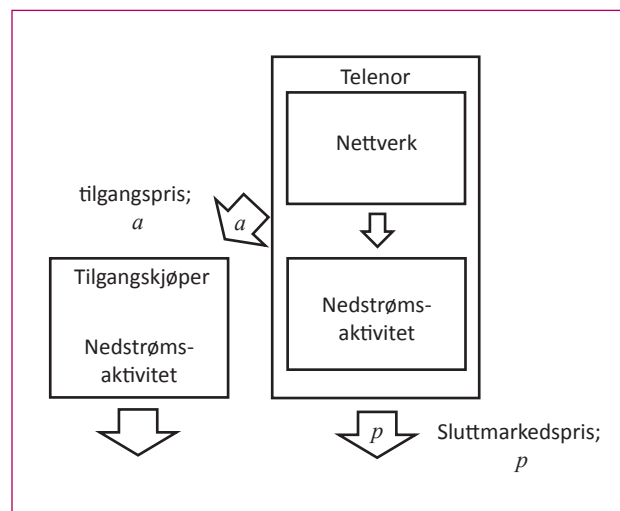 Telenor
Nettverk
tilgangspris;
a
a
Tilgangskjøper
Nedstrøms-
aktivitet
Nedstrøms-
aktivitet
p
Sluttmarkedspris;
p